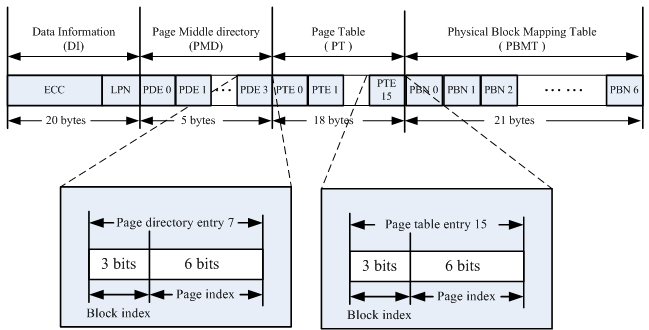 Data Information
(DI)
Page Middle directory
(PMD)
Page Table
( PT )
Physical Block Mapping Table
( PBMT )
ECC
LPN
PDE 0
PDE 1
...
PDE 3
PTE 0
PTE 1
PTE
15
PBN 0
PBN 1
PBN 2
... ...
PBN 6
20 bytes
5 bytes
18 bytes
21 bytes
Page directory entry 7
3 bits
6 bits
Page index
Block index
Page table entry 15
3 bits
6 bits
Page index
Block index